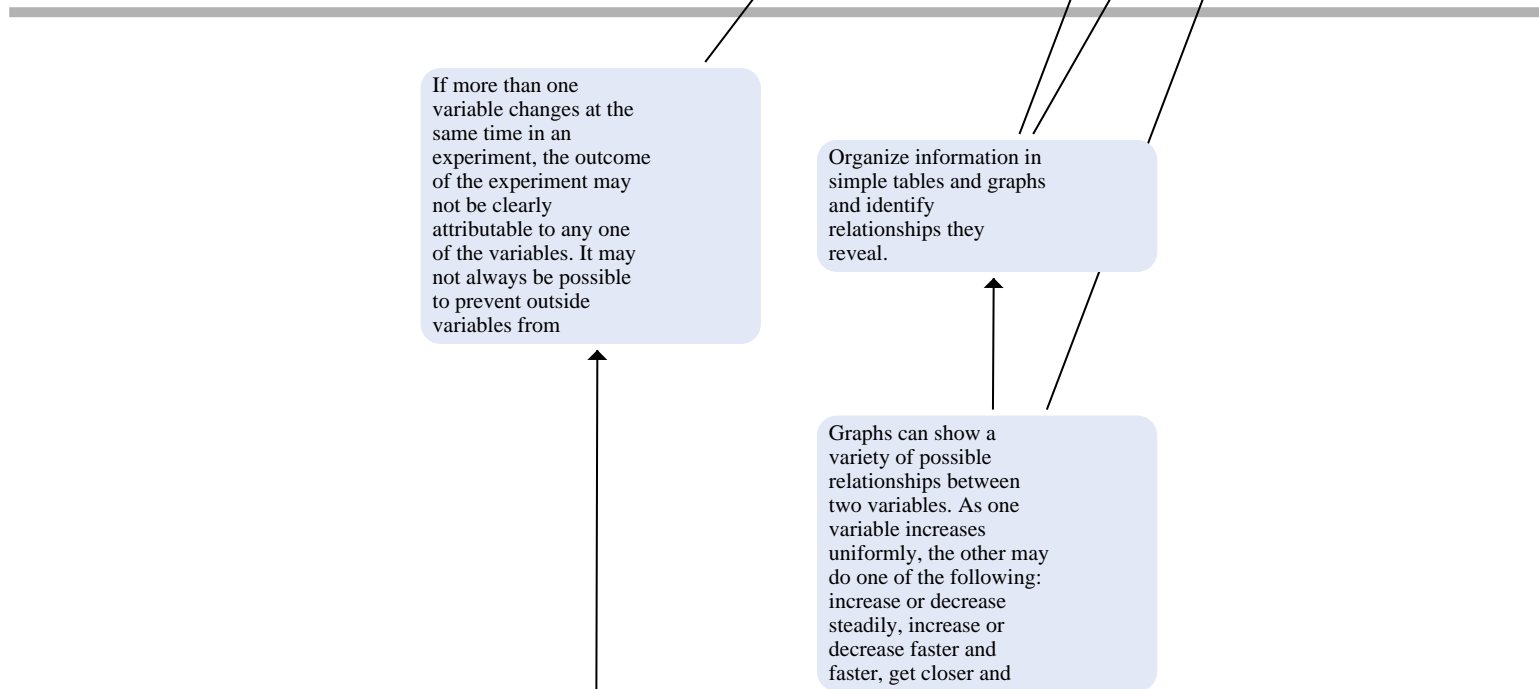 If more than one
variable changes at the
same time in an
experiment, the outcome
of the experiment may
not be clearly
attributable to any one
of the variables. It may
not always be possible
to prevent outside
variables from
Organize information in
simple tables and graphs
and identify
relationships they
reveal.
Graphs can show a
variety of possible
relationships between
two variables. As one
variable increases
uniformly, the other may
do one of the following:
increase or decrease
steadily, increase or
decrease faster and
faster, get closer and